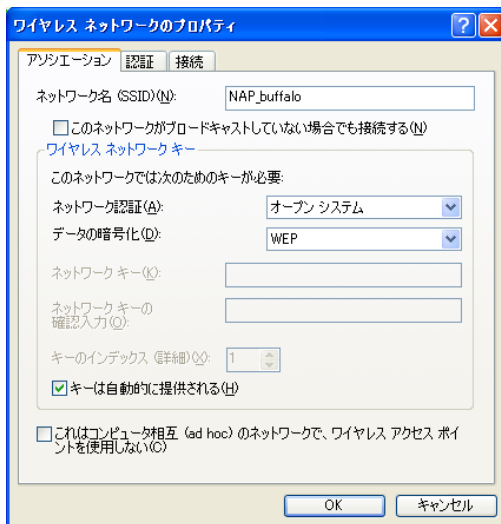 ワイヤレス ネットワークのプロパティ
アソシエーション 認証 接続
ネットワーク名 (SSID)(N): NAP_buffalo
このネットワークがブロードキャストしていない場合でも接続する(N)
ワイヤレス ネットワーク キー
このネットワークでは次のためのキーが必要:
ネットワーク認証(A): オープン システム
データの暗号化(D): WEP
ネットワーク キー(K):
ネットワーク キーの
確認入力(O):
キーのインデックス (詳細)(X): 1
キーは自動的に提供される(H)
これはコンピュータ相互 (ad hoc) のネットワークで、ワイヤレス アクセス ポイ
ントを使用しない(C)
OK キャンセル